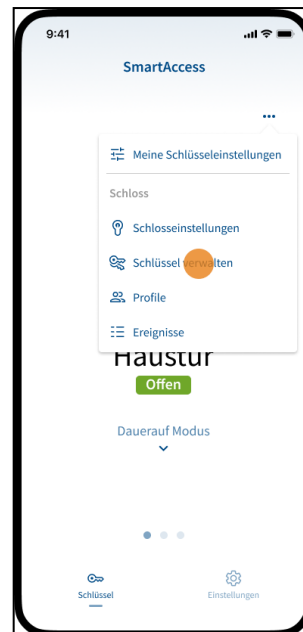 9:41
SmartAccess
Meine Schlüsseleinstellungen
Schloss
Schlosseinstellungen
Schlüssel verwalten
Profile
Ereignisse
Haustür
Offen
Dauerauf Modus
Schlüssel
Einstellungen